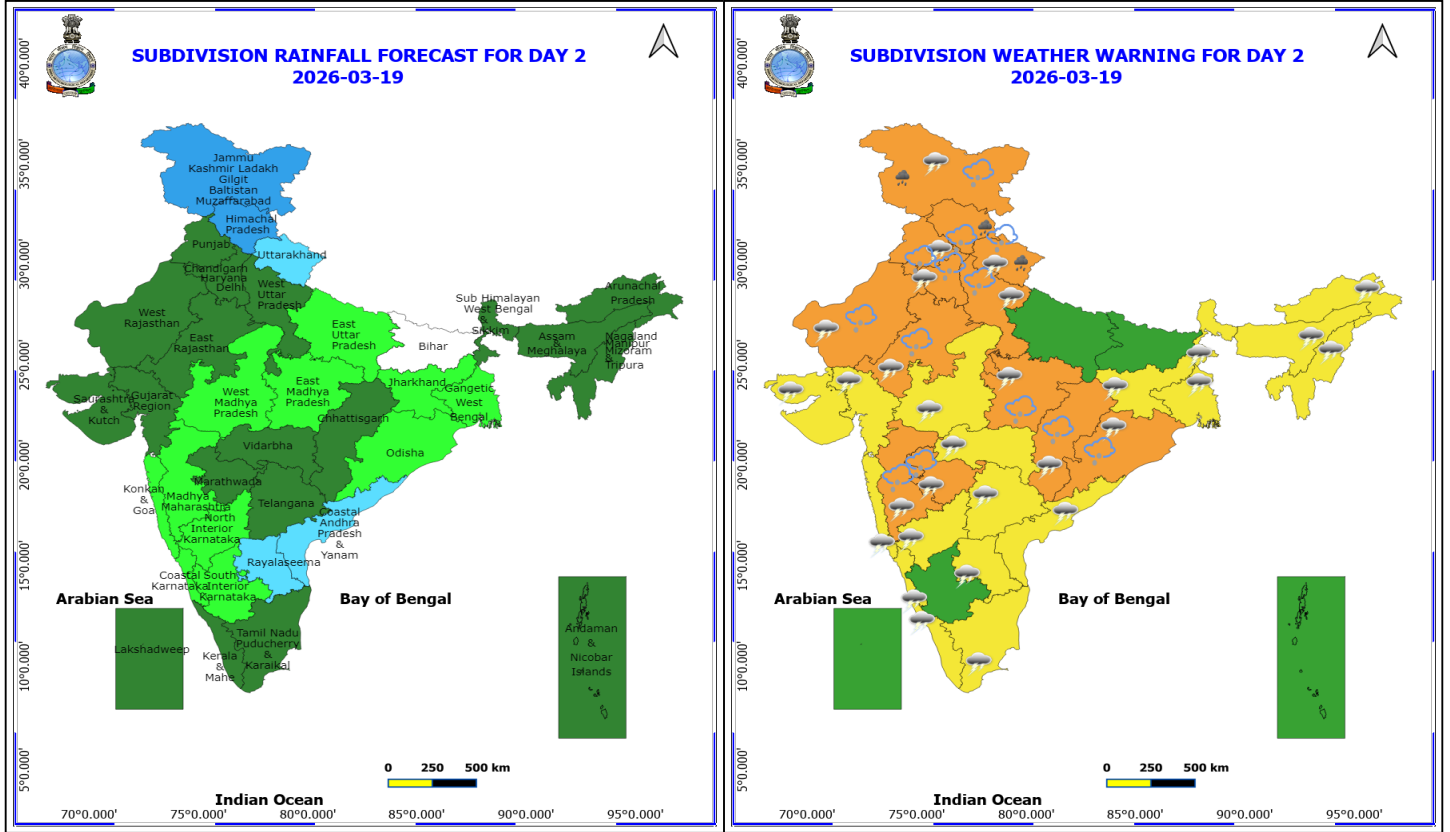 SUBDIVISION RAINFALL FORECAST FOR DAY 2
2026-03-19
40°0.000'
35°0.000'
30°0.000'
25°0.000'
20°0.000'
15°0.000'
10°0.000'
5°0.000'
Jammu
Kashmir Ladakh
Gilgit
Baltistan
Muzaffarabad
Himachal
Pradesh
Punjab
Uttarakhand
Chandigarh
Haryana
Delhi
West
Uttar
Pradesh
West
Rajasthan
East
Rajasthan
East
Uttar
Pradesh
Bihar
Sub Himalayan
West Bengal
&
Sikkim
Arunachal
Pradesh
Assam
&
Meghalaya
Nagaland
Manipur
Mizoram
&
Tripura
Saurashtra
&
Kutch
Gujarat
Region
West
Madhya
Pradesh
East
Madhya
Pradesh
Jharkhand
Gangetic
West
Bengal
Chhattisgarh
Vidarbha
Odisha
Marathwada
Konkan
&
Goa
Madhya
Maharashtra
Telangana
North
Interior
Karnataka
Coastal
Andhra
Pradesh
&
Yanam
Rayalaseema
Coastal
Karnataka
South
Interior
Karnataka
Arabian Sea
Bay of Bengal
Lakshadweep
Kerala
&
Mahe
Tamil Nadu
Puducherry
&
Karaikal
Andaman
&
Nicobar
Islands
0 250 500 km
Indian Ocean
70°0.000' 75°0.000' 80°0.000' 85°0.000' 90°0.000' 95°0.000'
SUBDIVISION WEATHER WARNING FOR DAY 2
2026-03-19
40°0.000'
35°0.000'
30°0.000'
25°0.000'
20°0.000'
15°0.000'
10°0.000'
5°0.000'
Arabian Sea
Bay of Bengal
0 250 500 km
Indian Ocean
70°0.000' 75°0.000' 80°0.000' 85°0.000' 90°0.000' 95°0.000'